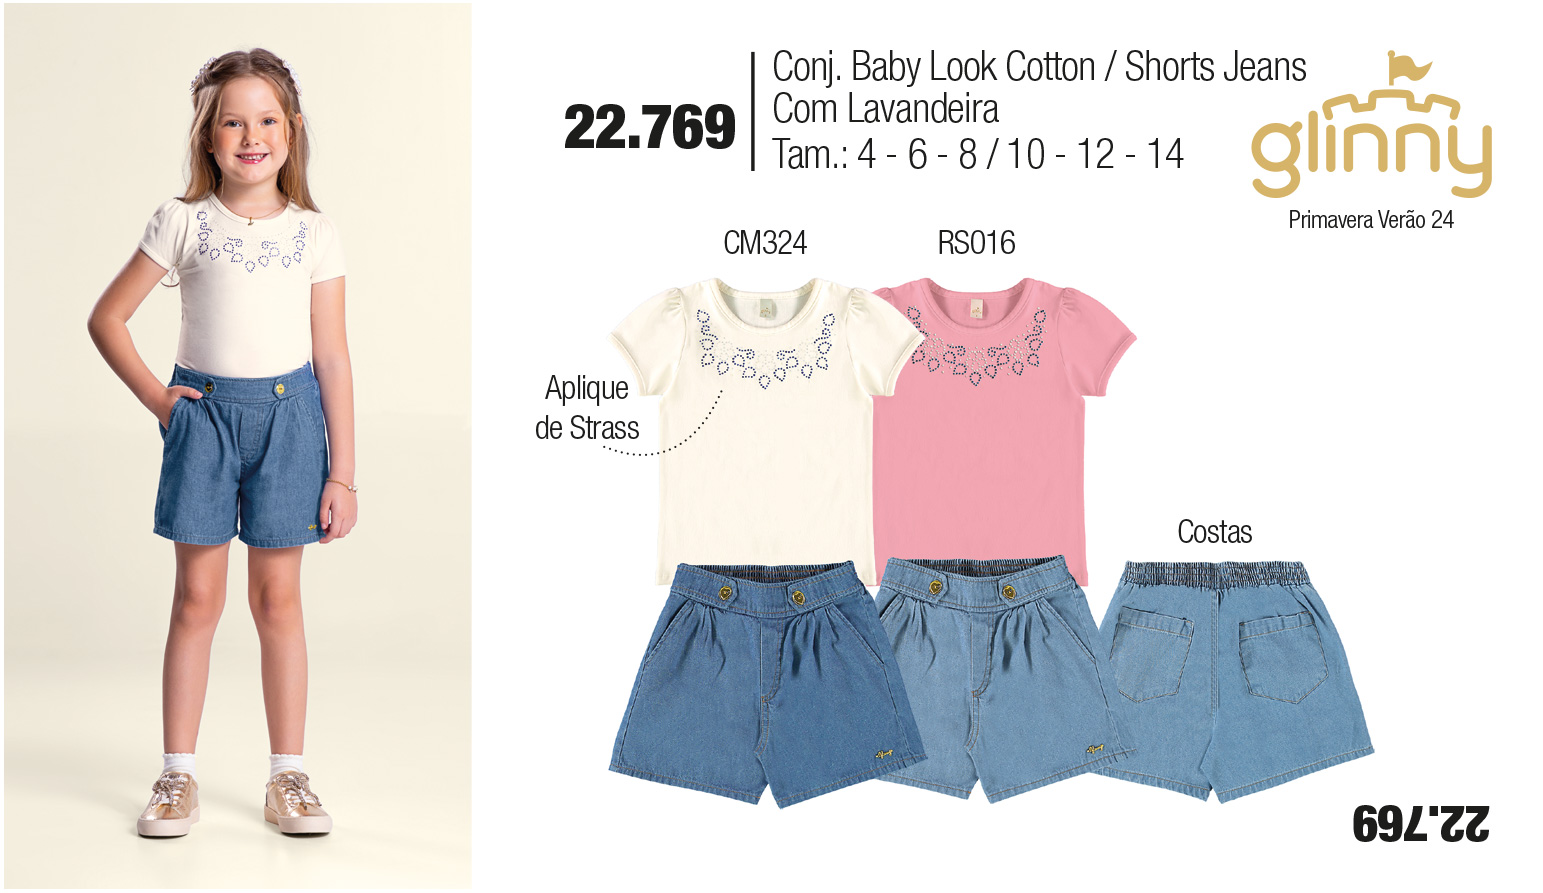 22.769
Conj. Baby Look Cotton / Shorts Jeans
Com Lavandeira
Tam.: 4 - 6 - 8 / 10 - 12 - 14
glinny
Primavera Verão 24
CM324
RS016
Aplique
de Strass
Costas
22.769